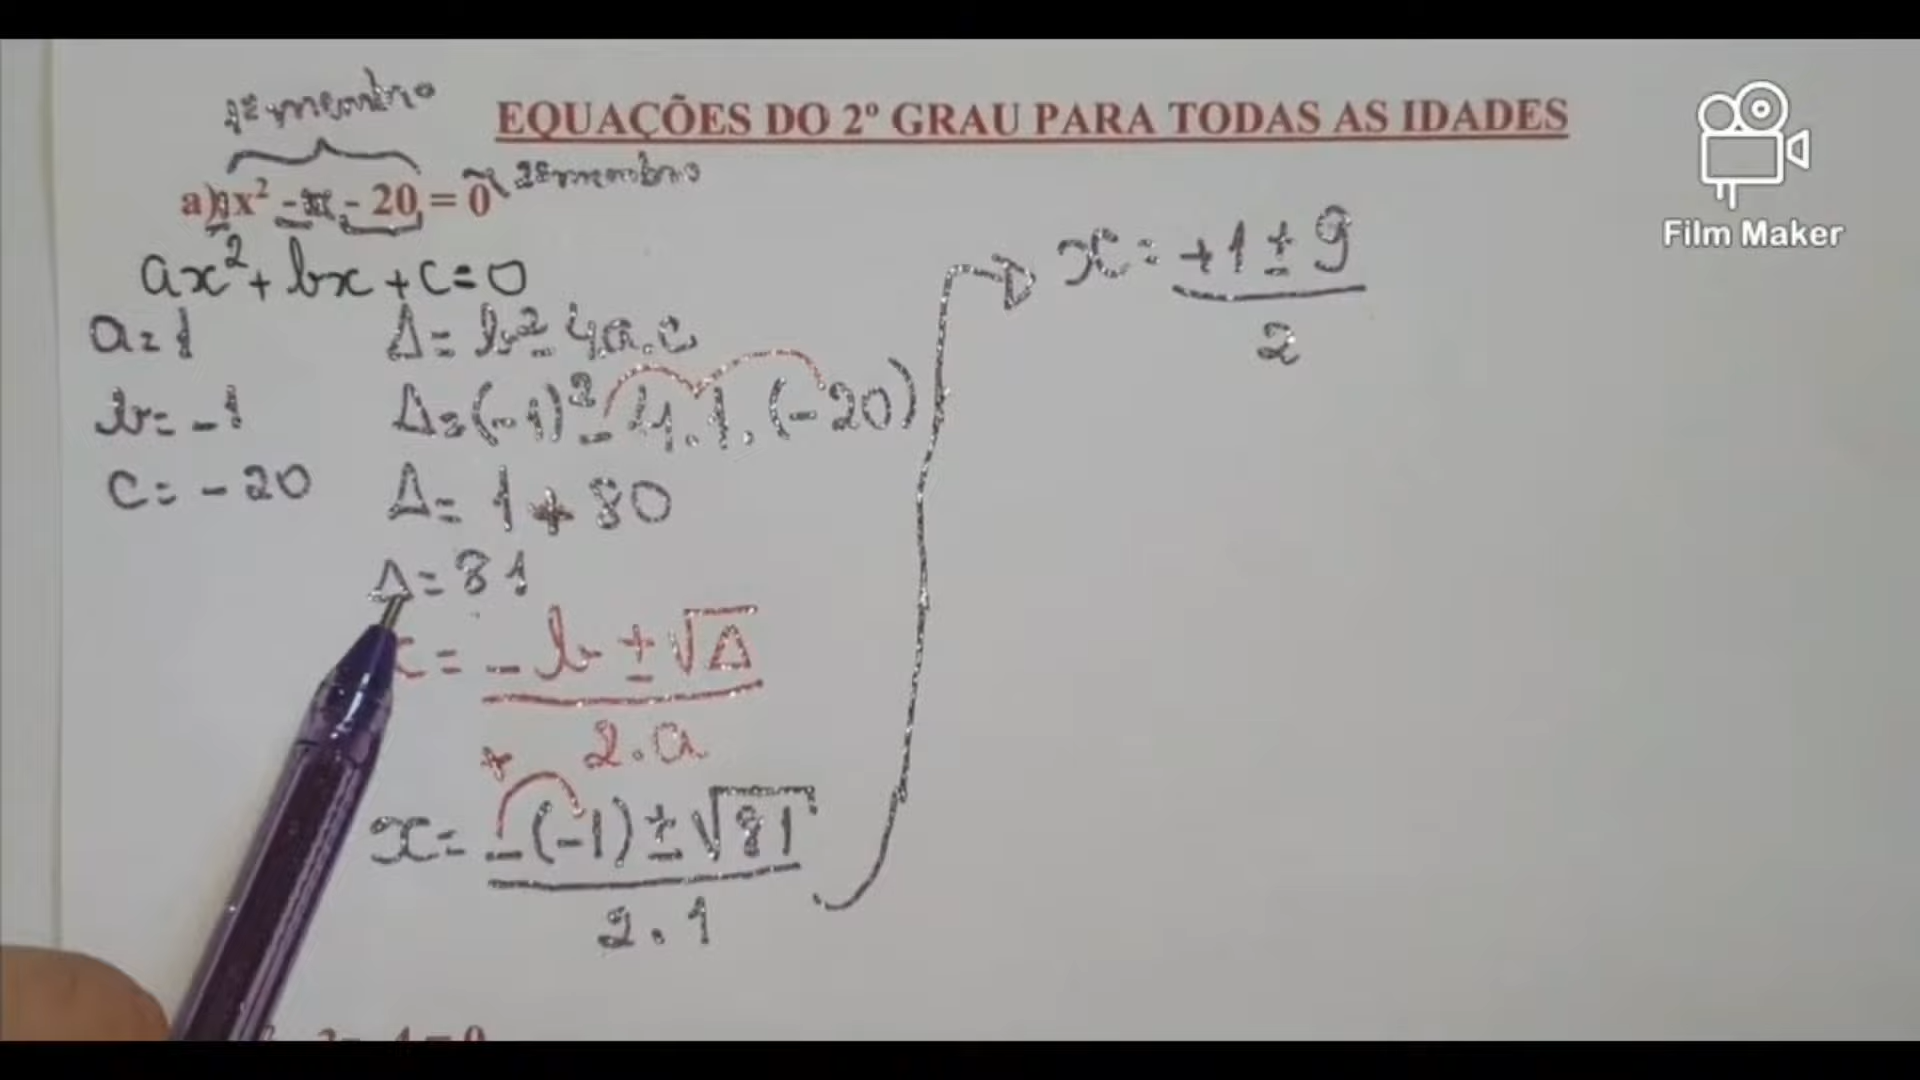 1º membro
EQUAÇÕES DO 2º GRAU PARA TODAS AS IDADES
Film Maker
a) 1x² - x - 20 = 0 2º membro
ax² + bx + c = 0
a = 1
b = -1
c = -20
Δ = b² - 4a.c
Δ = (-1)² - 4.1.(-20)
Δ = 1 + 80
Δ = 81
x = -b ± √Δ
2.a
+
x = -(-1) ± √81
2.1
x = +1 ± 9
2